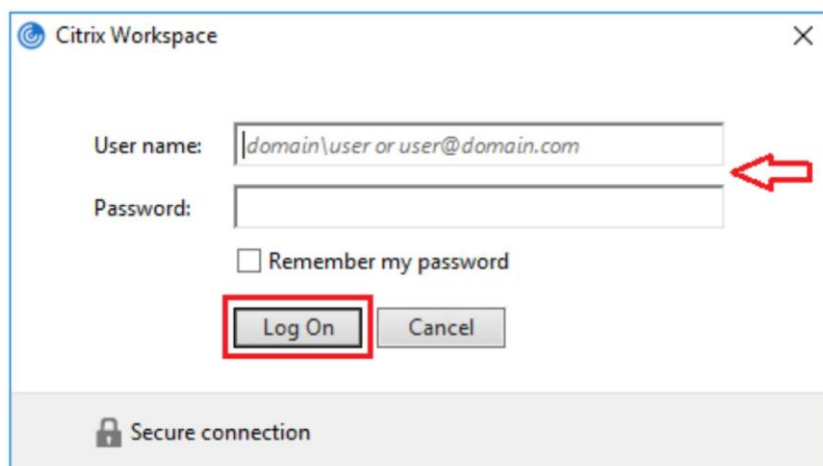 Citrix Workspace
User name: domain\user or user@domain.com
Password:
Remember my password
Log On Cancel
Secure connection